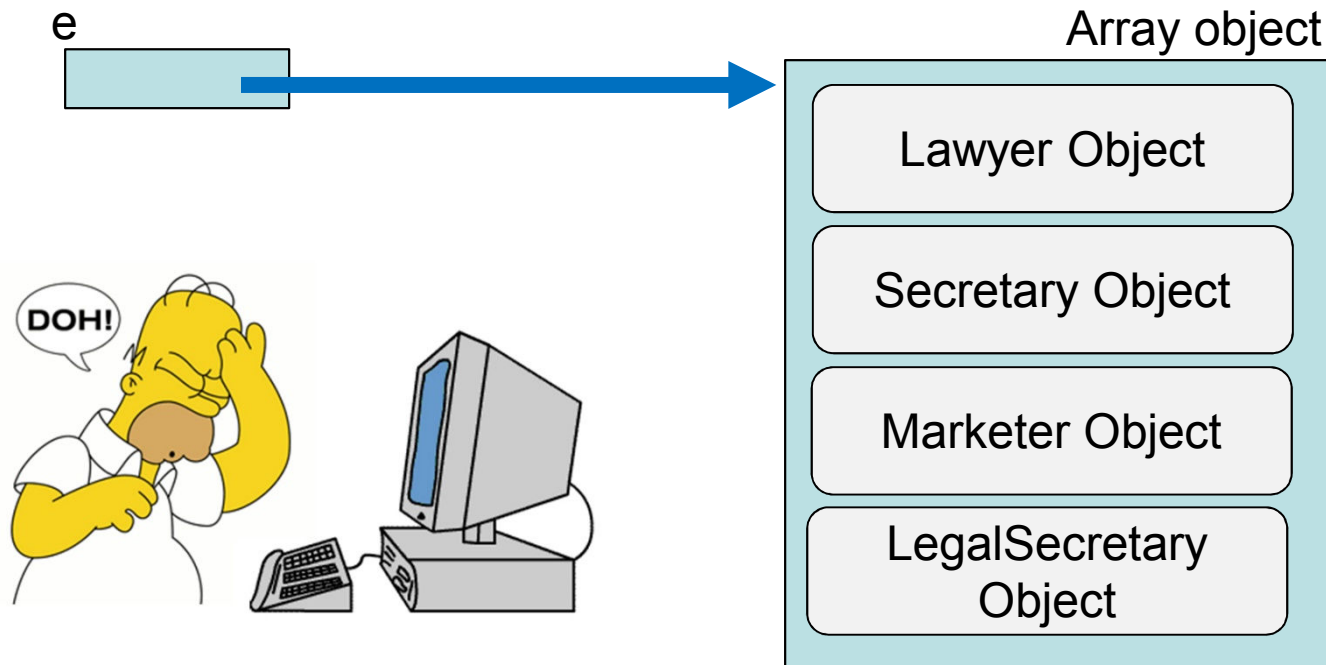 e
Array object
Lawyer Object
DOH!
Secretary Object
Marketer Object
LegalSecretary
Object